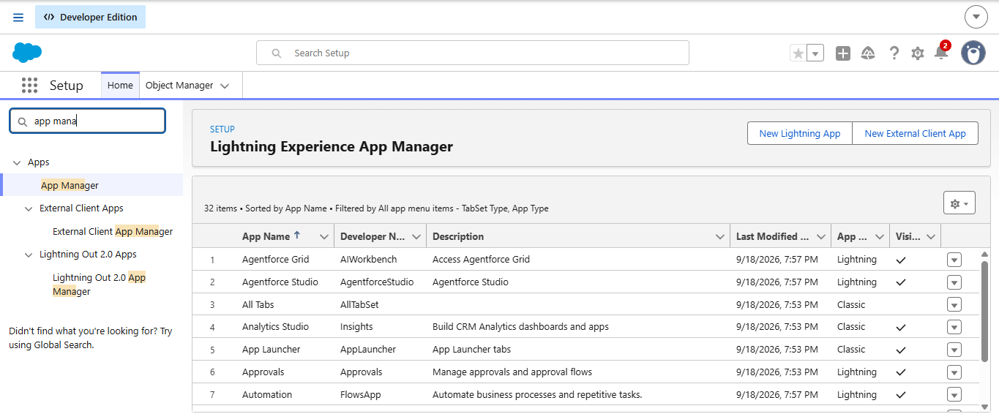 Developer Edition
Search Setup
2
Setup Home Object Manager
app mana
Apps
App Manager
External Client Apps
External Client App Manager
Lightning Out 2.0 Apps
Lightning Out 2.0 App
Manager
Didn't find what you're looking for? Try
using Global Search.
SETUP
Lightning Experience App Manager
New Lightning App New External Client App
32 items • Sorted by App Name • Filtered by All app menu items - TabSet Type, App Type
App Name Developer N... Description Last Modified ... App ... Visi...
1 Agentforce Grid AIWorkbench Access Agentforce Grid 9/18/2026, 7:57 PM Lightning
2 Agentforce Studio AgentforceStudio Agentforce Studio 9/18/2026, 7:57 PM Lightning
3 All Tabs AllTabSet 9/18/2026, 7:53 PM Classic
4 Analytics Studio Insights Build CRM Analytics dashboards and apps 9/18/2026, 7:53 PM Classic
5 App Launcher AppLauncher App Launcher tabs 9/18/2026, 7:53 PM Classic
6 Approvals Approvals Manage approvals and approval flows 9/18/2026, 7:53 PM Lightning
7 Automation FlowsApp Automate business processes and repetitive tasks. 9/18/2026, 7:57 PM Lightning